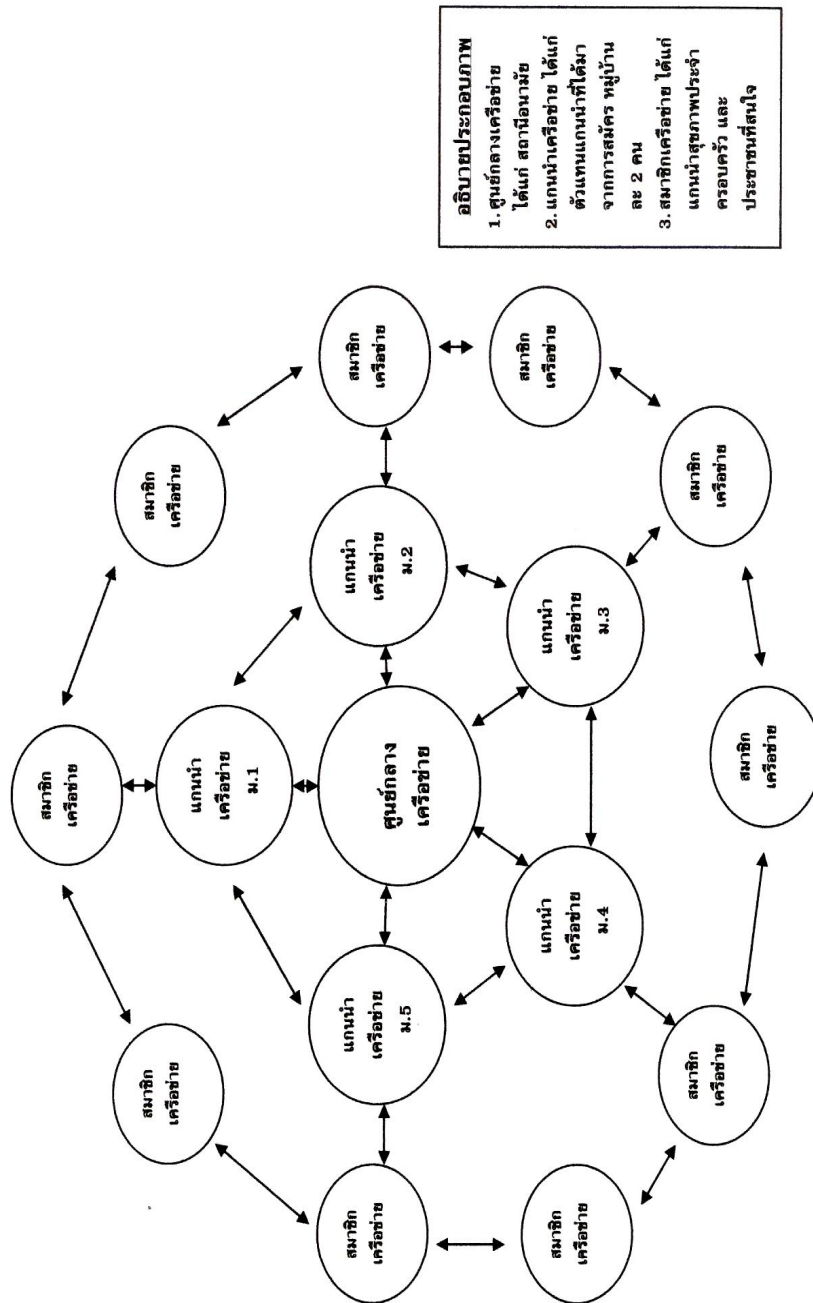 สมาชิก
เครือข่าย
สมาชิก
เครือข่าย
สมาชิก
เครือข่าย
แกนนำ
เครือข่าย
ม.1
สมาชิก
เครือข่าย
แกนนำ
เครือข่าย
ม.5
ศูนย์กลาง
เครือข่าย
แกนนำ
เครือข่าย
ม.2
สมาชิก
เครือข่าย
สมาชิก
เครือข่าย
แกนนำ
เครือข่าย
ม.4
แกนนำ
เครือข่าย
ม.3
สมาชิก
เครือข่าย
สมาชิก
เครือข่าย
สมาชิก
เครือข่าย
สมาชิก
เครือข่าย
อธิบายประกอบภาพ
1. ศูนย์กลางเครือข่าย
ได้แก่ สถานีอนามัย
2. แกนนำเครือข่าย ได้แก่
ตัวแทนแกนนำที่ได้มา
จากการสมัคร หมู่บ้าน
ละ 2 คน
3. สมาชิกเครือข่าย ได้แก่
แกนนำสุขภาพประจำ
ครอบครัว และ
ประชาชนที่สนใจ